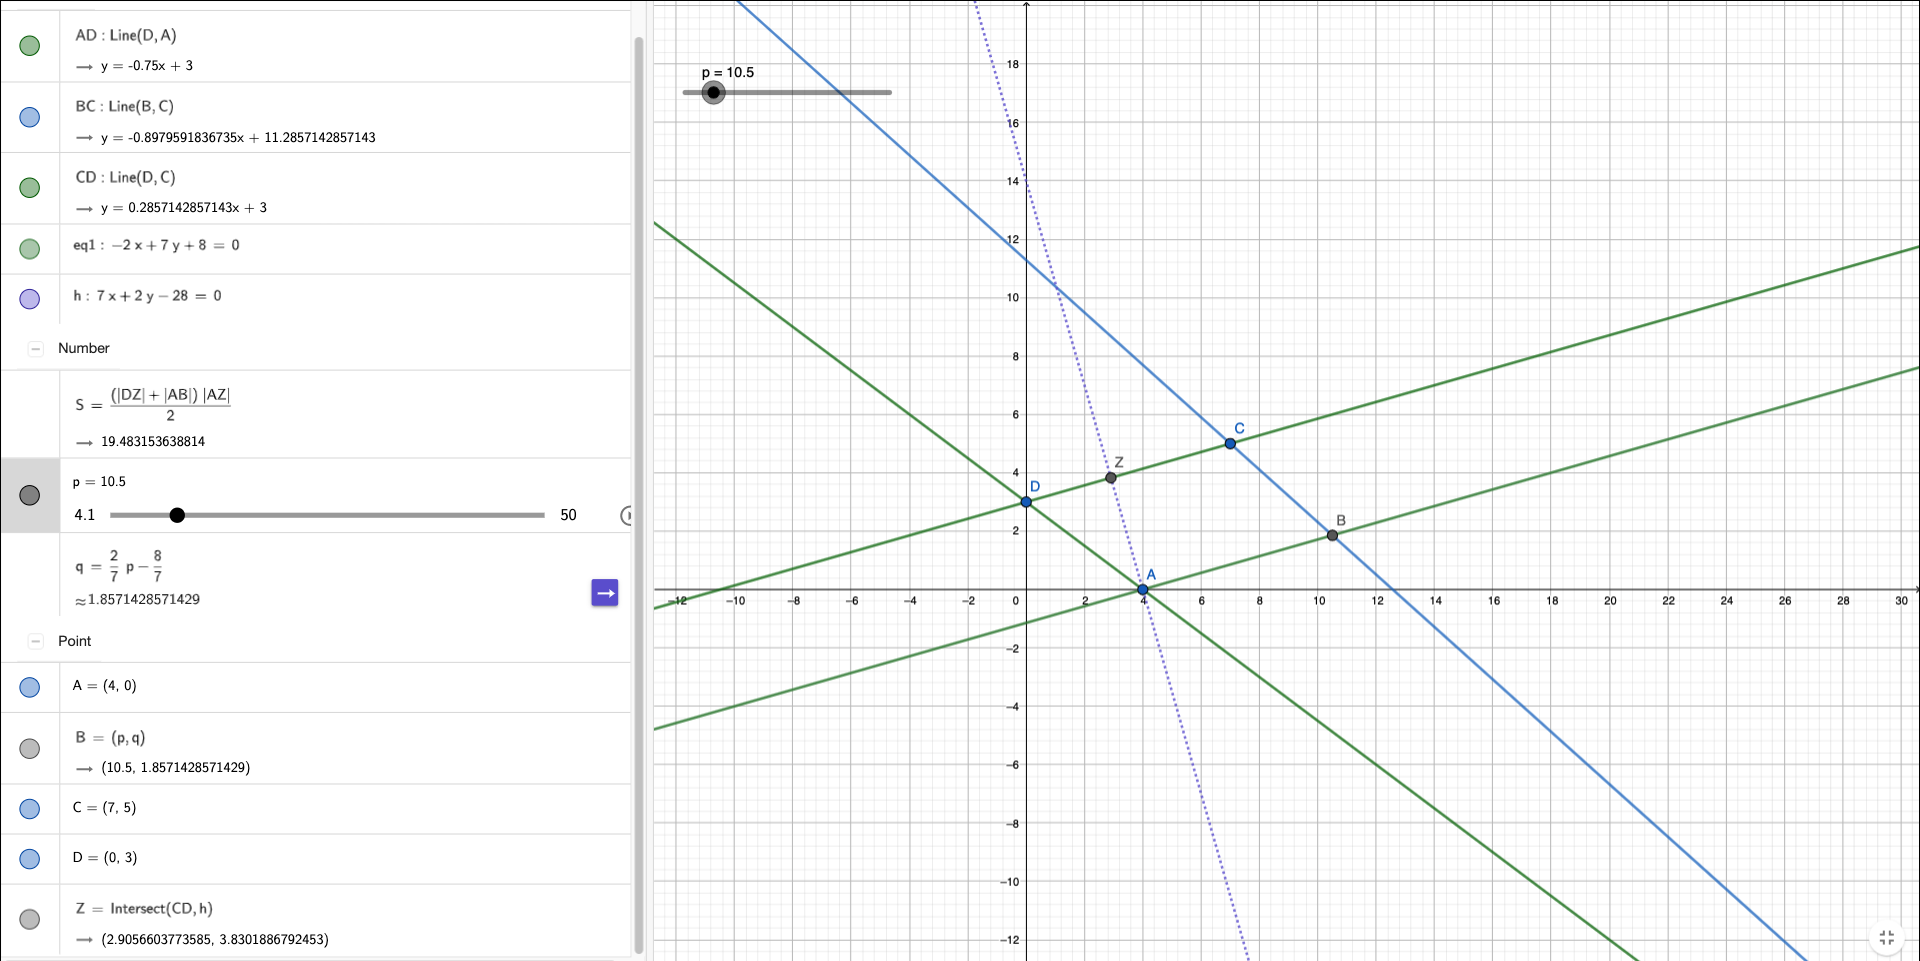 AD : Line(D, A)
→ y = -0.75x + 3
BC : Line(B, C)
→ y = -0.8979591836735x + 11.2857142857143
CD : Line(D, C)
→ y = 0.2857142857143x + 3
eq1 : −2 x + 7 y + 8 = 0
h : 7 x + 2 y − 28 = 0
Number
S = (|DZ| + |AB|) |AZ| / 2
→ 19.483153638814
p = 10.5
4.1 50
q = 2/7 p − 8/7
≈ 1.8571428571429
Point
A = (4, 0)
B = (p, q)
→ (10.5, 1.8571428571429)
C = (7, 5)
D = (0, 3)
Z = Intersect(CD, h)
→ (2.9056603773585, 3.8301886792453)
p = 10.5
18
16
14
12
10
8
6
4
2
−2
−4
−6
−8
−10
−12
−12 −10 −8 −6 −4 −2 0 2 4 6 8 10 12 14 16 18 20 22 24 26 28 30
C
Z
D
B
A